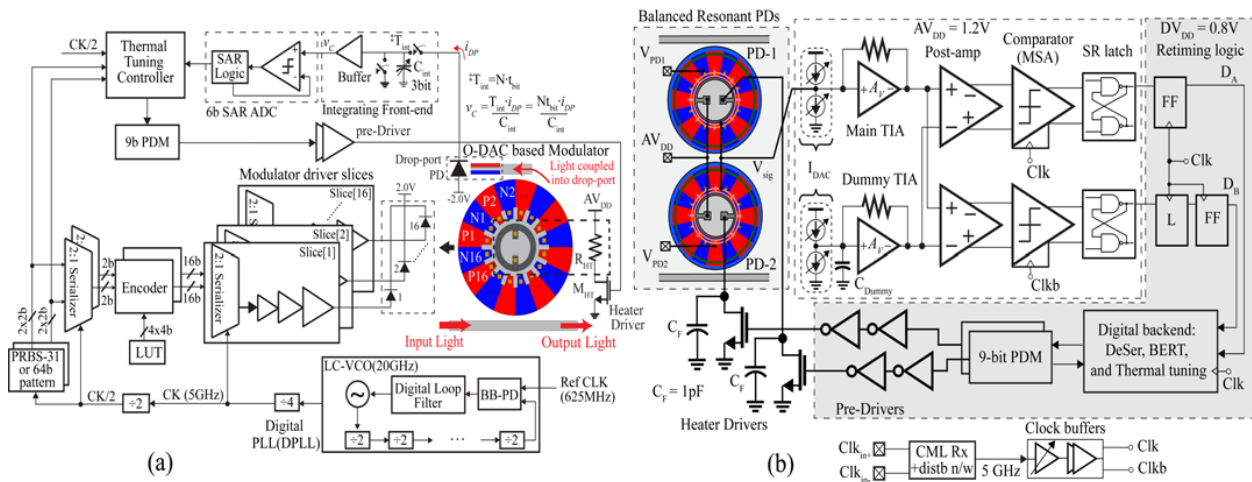 CK/2
Thermal
Tuning
Controller
SAR
Logic
6b SAR ADC
v_C
Buffer
‡T_int
C_int
3bit
Integrating Front-end
i_DP
‡T_int=N·t_bit
v_C = T_int·i_DP / C_int = Nt_bit·i_DP / C_int
9b PDM
pre-Driver
O-DAC based Modulator
Drop-port
PD
-2.0V
Light coupled
into drop-port
Modulator driver slices
2:1 Serializer
Slice[16]
Slice[2]
Slice[1]
2:1 Serializer
2.0V
16
2
1
N2
P2
N1
P1
N16
P16
AV_DD
R_HT
M_HT
Heater
Driver
Input Light
Output Light
2:1 Serializer
2b
2b
Encoder
16b
16b
4x4b
LUT
2x2b
2x2b
PRBS-31
or 64b
pattern
CK/2
÷2
CK (5GHz)
÷4
Digital
PLL(DPLL)
LC-VCO(20GHz)
Digital Loop
Filter
BB-PD
Ref CLK
(625MHz)
÷2
÷2
...
÷2
(a)
Balanced Resonant PDs
V_PD1
PD-1
AV_DD
V_sig
V_PD2
PD-2
I_DAC
A_v
Main TIA
Dummy TIA
A_v
C_Dummy
AV_DD = 1.2V
Post-amp
Comparator
(MSA)
SR latch
Clk
Clkb
DV_DD = 0.8V
Retiming logic
D_A
FF
Clk
D_B
L
FF
C_F
C_F
C_F = 1pF
Heater Drivers
Pre-Drivers
9-bit PDM
Digital backend:
DeSer, BERT,
and Thermal tuning
Clk
(b)
Clk_in+
Clk_in-
CML Rx
+distb n/w
5 GHz
Clock buffers
Clk
Clkb